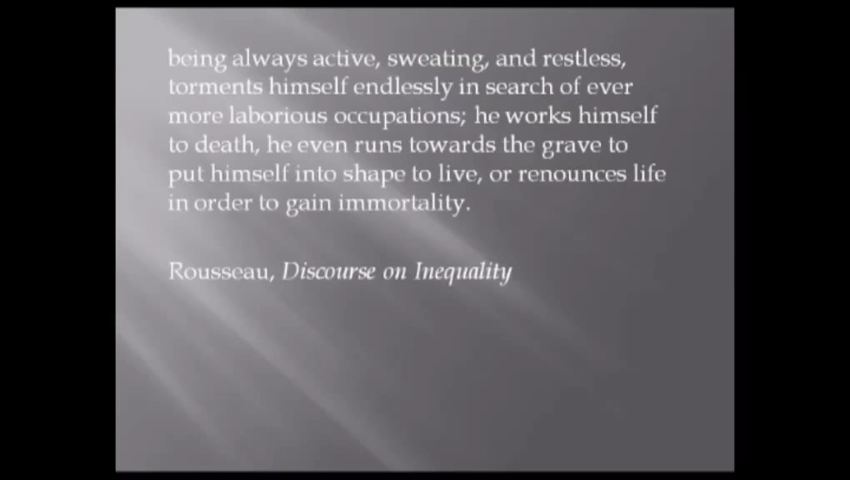 being always active, sweating, and restless,
torments himself endlessly in search of ever
more laborious occupations; he works himself
to death, he even runs towards the grave to
put himself into shape to live, or renounces life
in order to gain immortality.
Rousseau, Discourse on Inequality